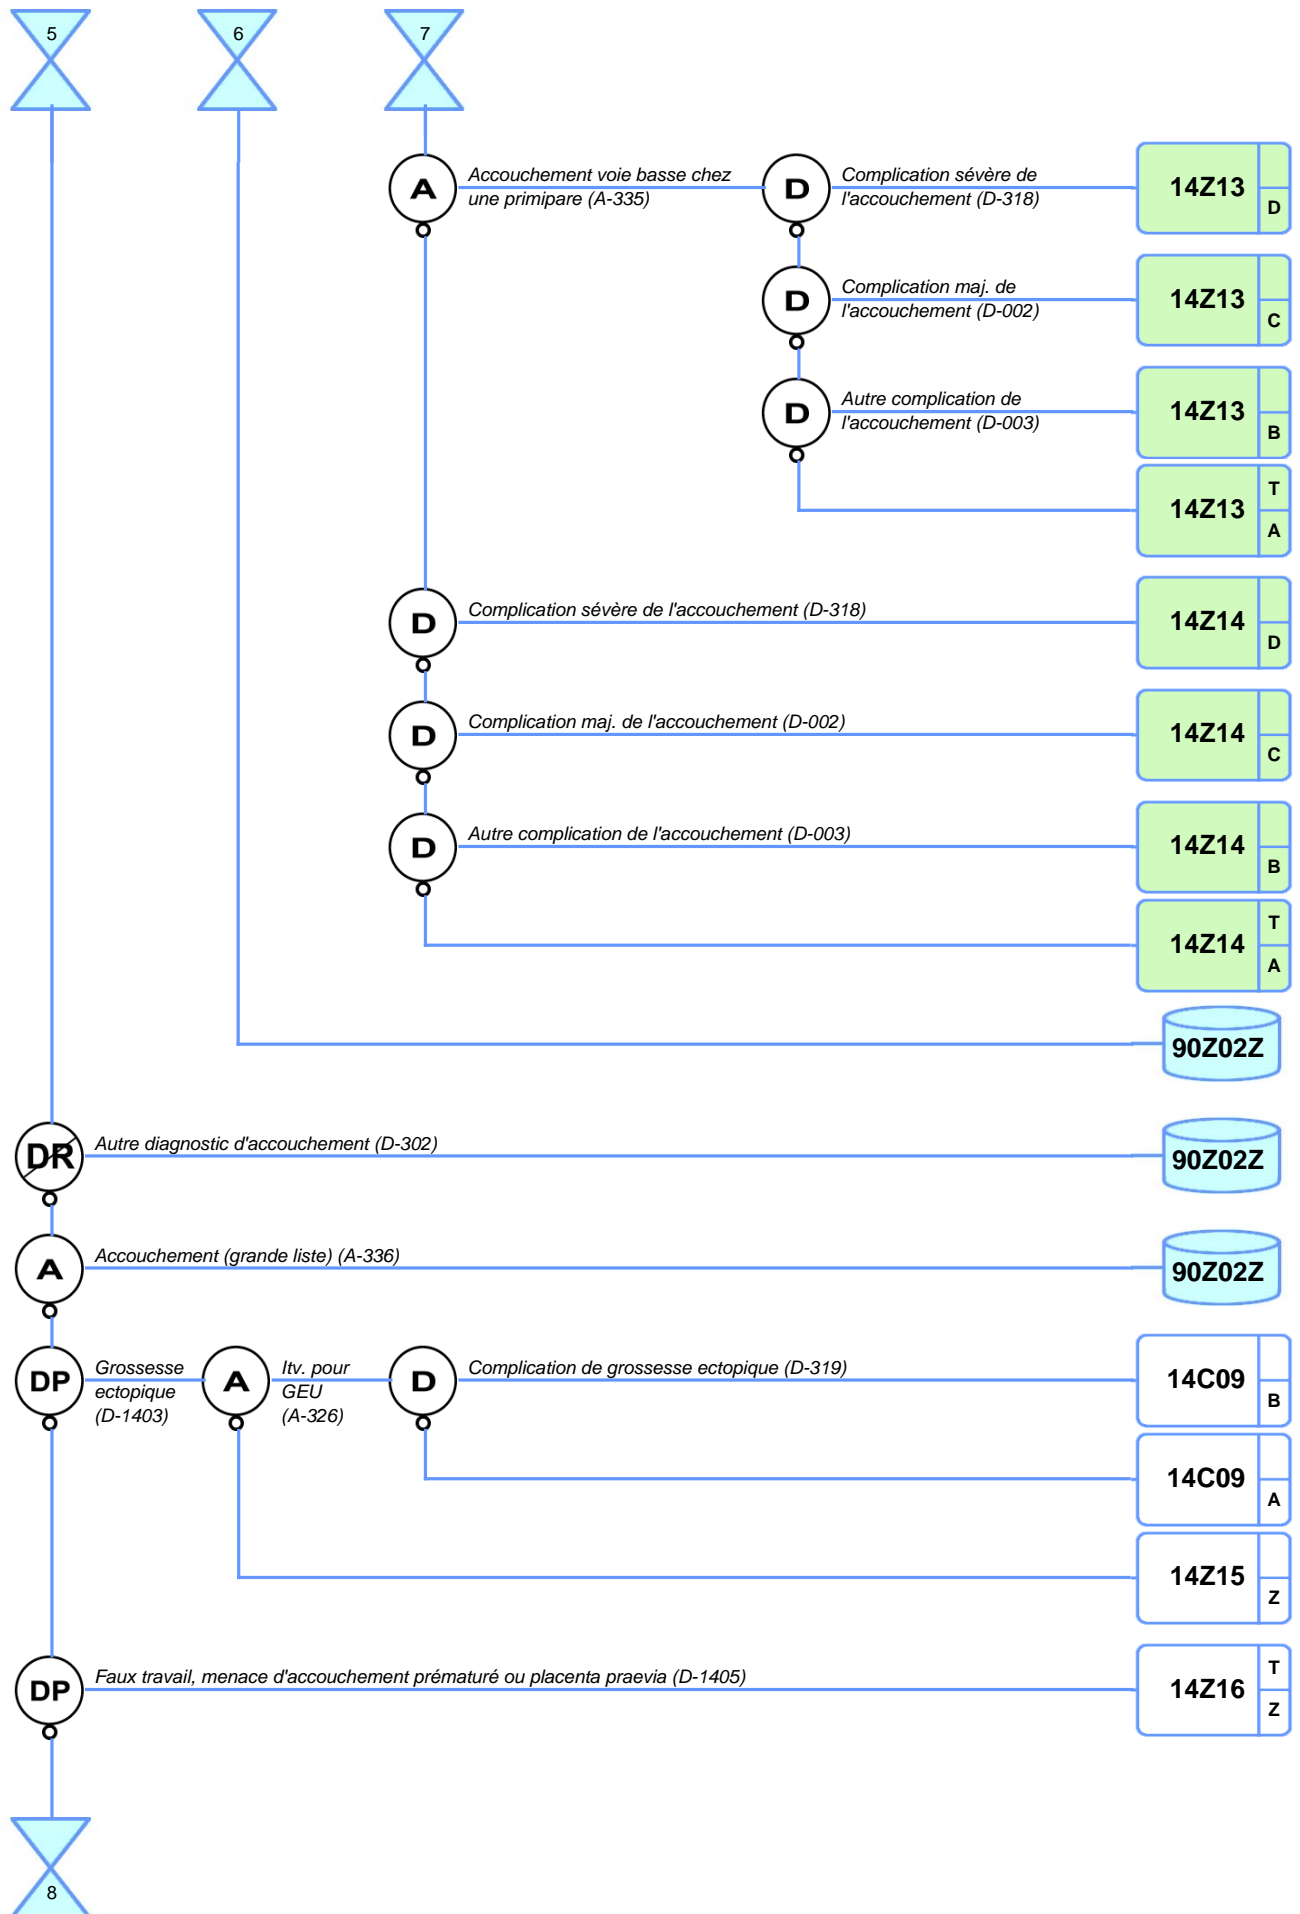 5
6
7
A
Accouchement voie basse chez
une primipare (A-335)
D
Complication sévère de
l'accouchement (D-318)
14Z13
D
D
Complication maj. de
l'accouchement (D-002)
14Z13
C
D
Autre complication de
l'accouchement (D-003)
14Z13
B
14Z13
T
A
D
Complication sévère de l'accouchement (D-318)
14Z14
D
D
Complication maj. de l'accouchement (D-002)
14Z14
C
D
Autre complication de l'accouchement (D-003)
14Z14
B
14Z14
T
A
90Z02Z
DR
Autre diagnostic d'accouchement (D-302)
90Z02Z
A
Accouchement (grande liste) (A-336)
90Z02Z
DP
Grossesse
ectopique
(D-1403)
A
Itv. pour
GEU
(A-326)
D
Complication de grossesse ectopique (D-319)
14C09
B
14C09
A
14Z15
Z
DP
Faux travail, menace d'accouchement prématuré ou placenta praevia (D-1405)
14Z16
T
Z
8